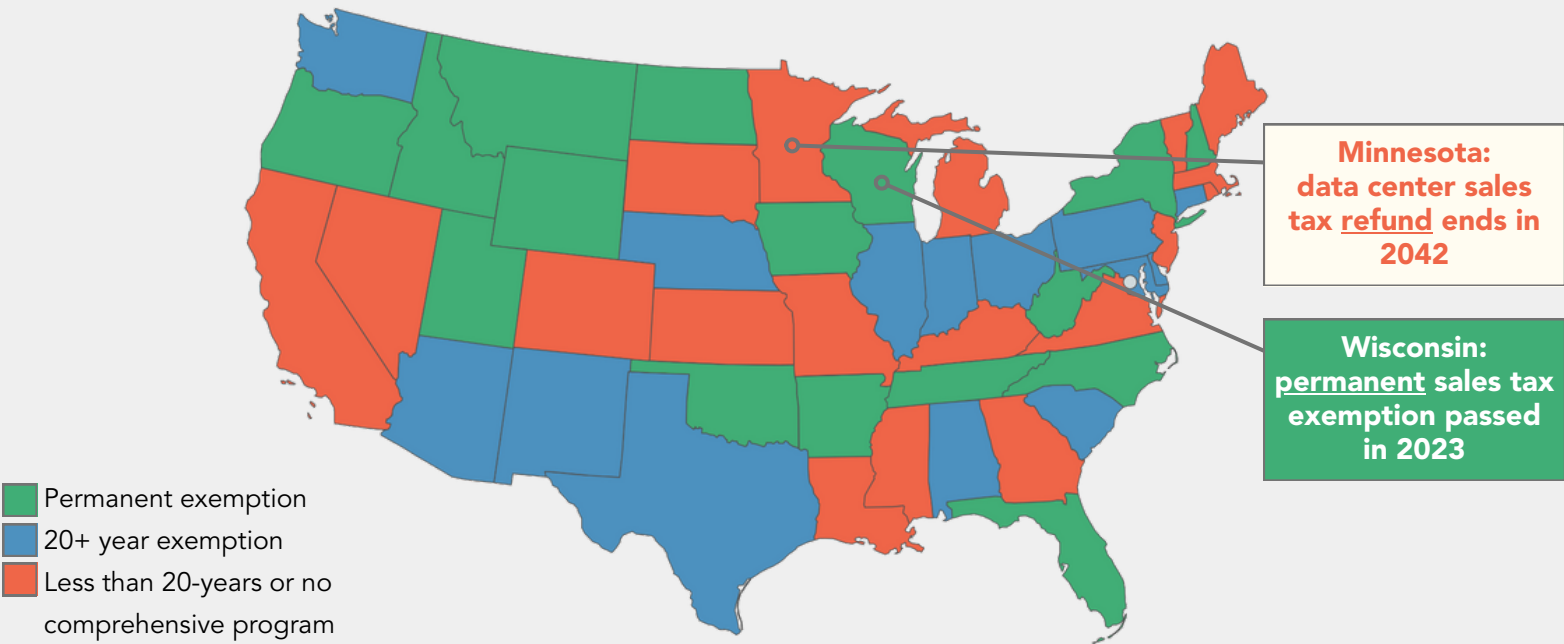 Minnesota:
data center sales
tax refund ends in
2042
Wisconsin:
permanent sales tax
exemption passed
in 2023
Permanent exemption
20+ year exemption
Less than 20-years or no
comprehensive program